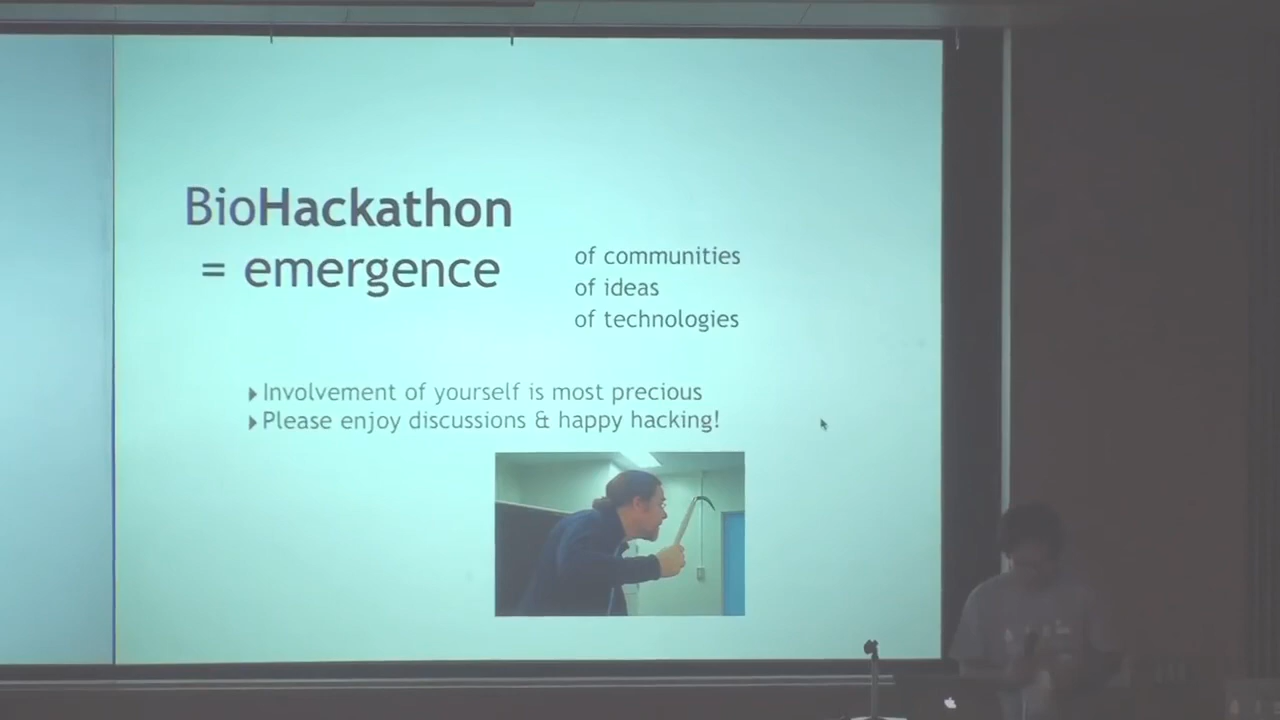 BioHackathon
= emergence
of communities
of ideas
of technologies
Involvement of yourself is most precious
Please enjoy discussions & happy hacking!